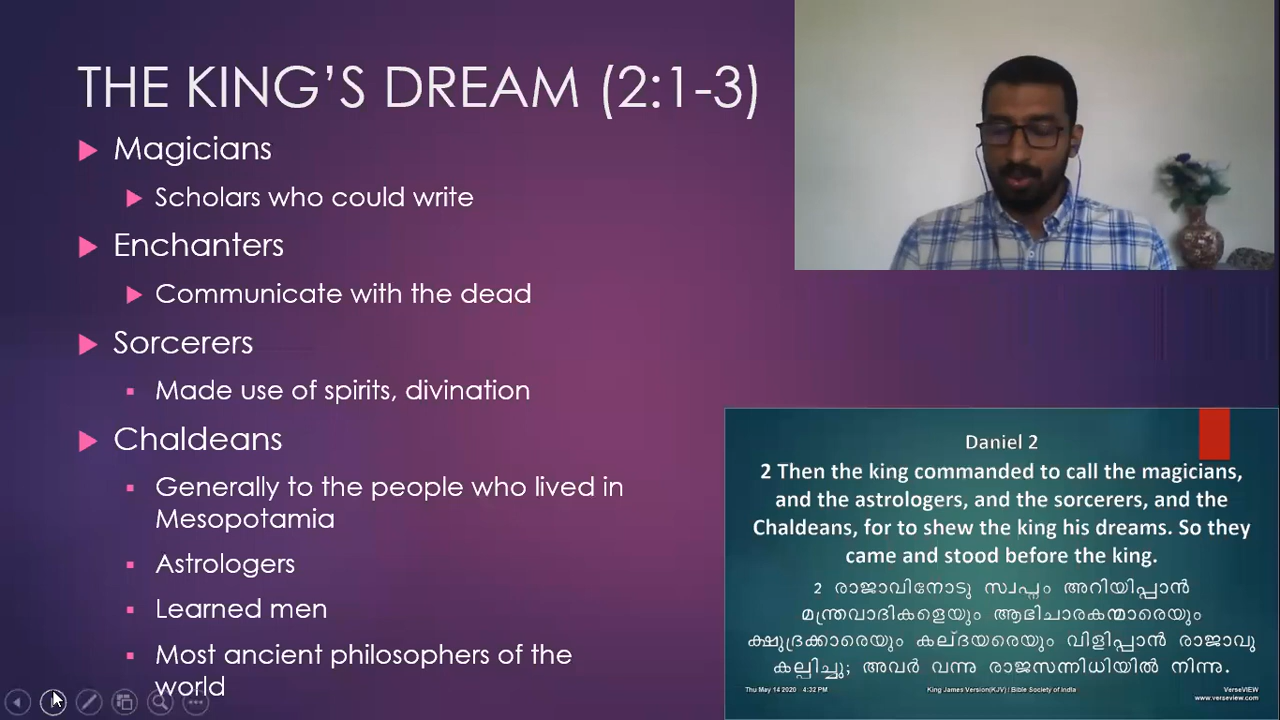 THE KING'S DREAM (2:1-3)
Magicians
Scholars who could write
Enchanters
Communicate with the dead
Sorcerers
Made use of spirits, divination
Chaldeans
Generally to the people who lived in
Mesopotamia
Astrologers
Learned men
Most ancient philosophers of the
world
Daniel 2
2 Then the king commanded to call the magicians,
and the astrologers, and the sorcerers, and the
Chaldeans, for to shew the king his dreams. So they
came and stood before the king.
2 രാജാവിനോടു സ്വപ്നം അറിയിപ്പാൻ
മന്ത്രവാദികളെയും ആഭിചാരകന്മാരെയും
ക്ഷുദ്രക്കാരെയും കല്ദയരെയും വിളിപ്പാൻ രാജാവു
കല്പിച്ചു; അവർ വന്നു രാജസന്നിധിയിൽ നിന്നു.
Thu May 14 2020 4:32 PM
King James Version(KJV) | Bible Society of India
VerseVIEW
www.verseview.com